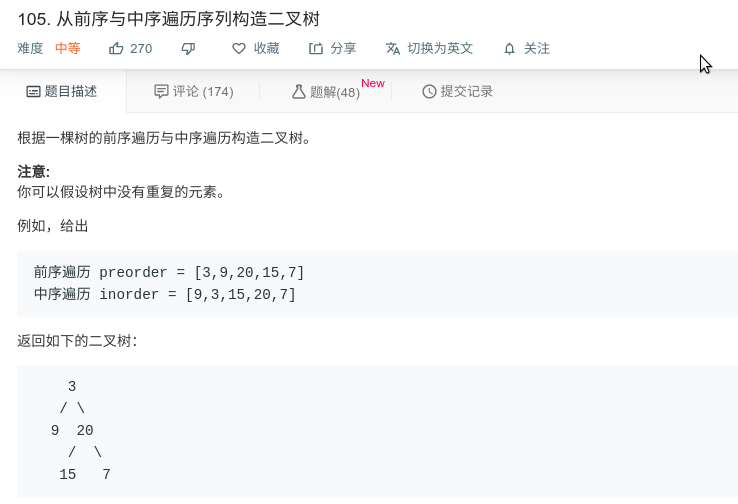 105. 从前序与中序遍历序列构造二叉树
难度 中等 270 收藏 分享 切换为英文 关注
题目描述 评论 (174) 题解(48) New 提交记录
根据一棵树的前序遍历与中序遍历构造二叉树。
注意:
你可以假设树中没有重复的元素。
例如，给出
前序遍历 preorder = [3,9,20,15,7]
中序遍历 inorder = [9,3,15,20,7]
返回如下的二叉树：
3
/ \
9 20
/ \
15 7